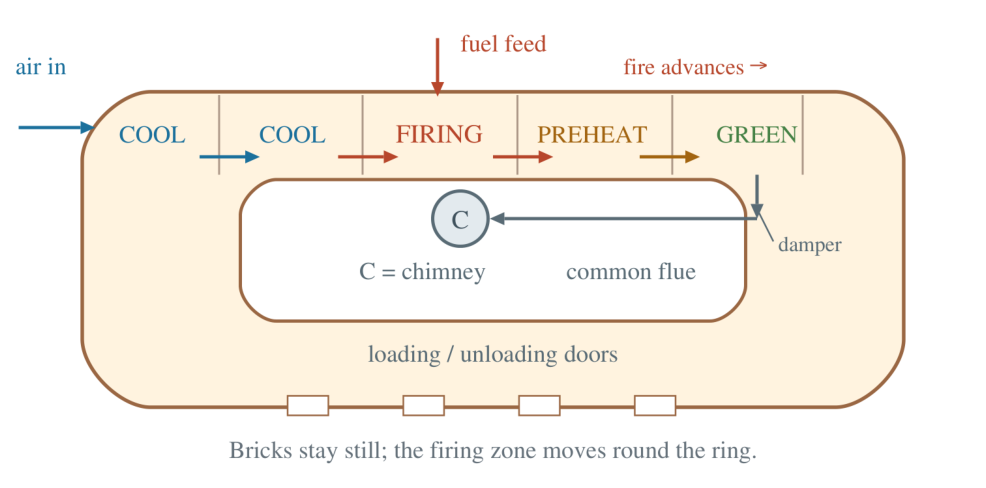 fuel feed
air in
fire advances →
COOL COOL FIRING PREHEAT GREEN
C
damper
C = chimney common flue
loading / unloading doors
Bricks stay still; the firing zone moves round the ring.